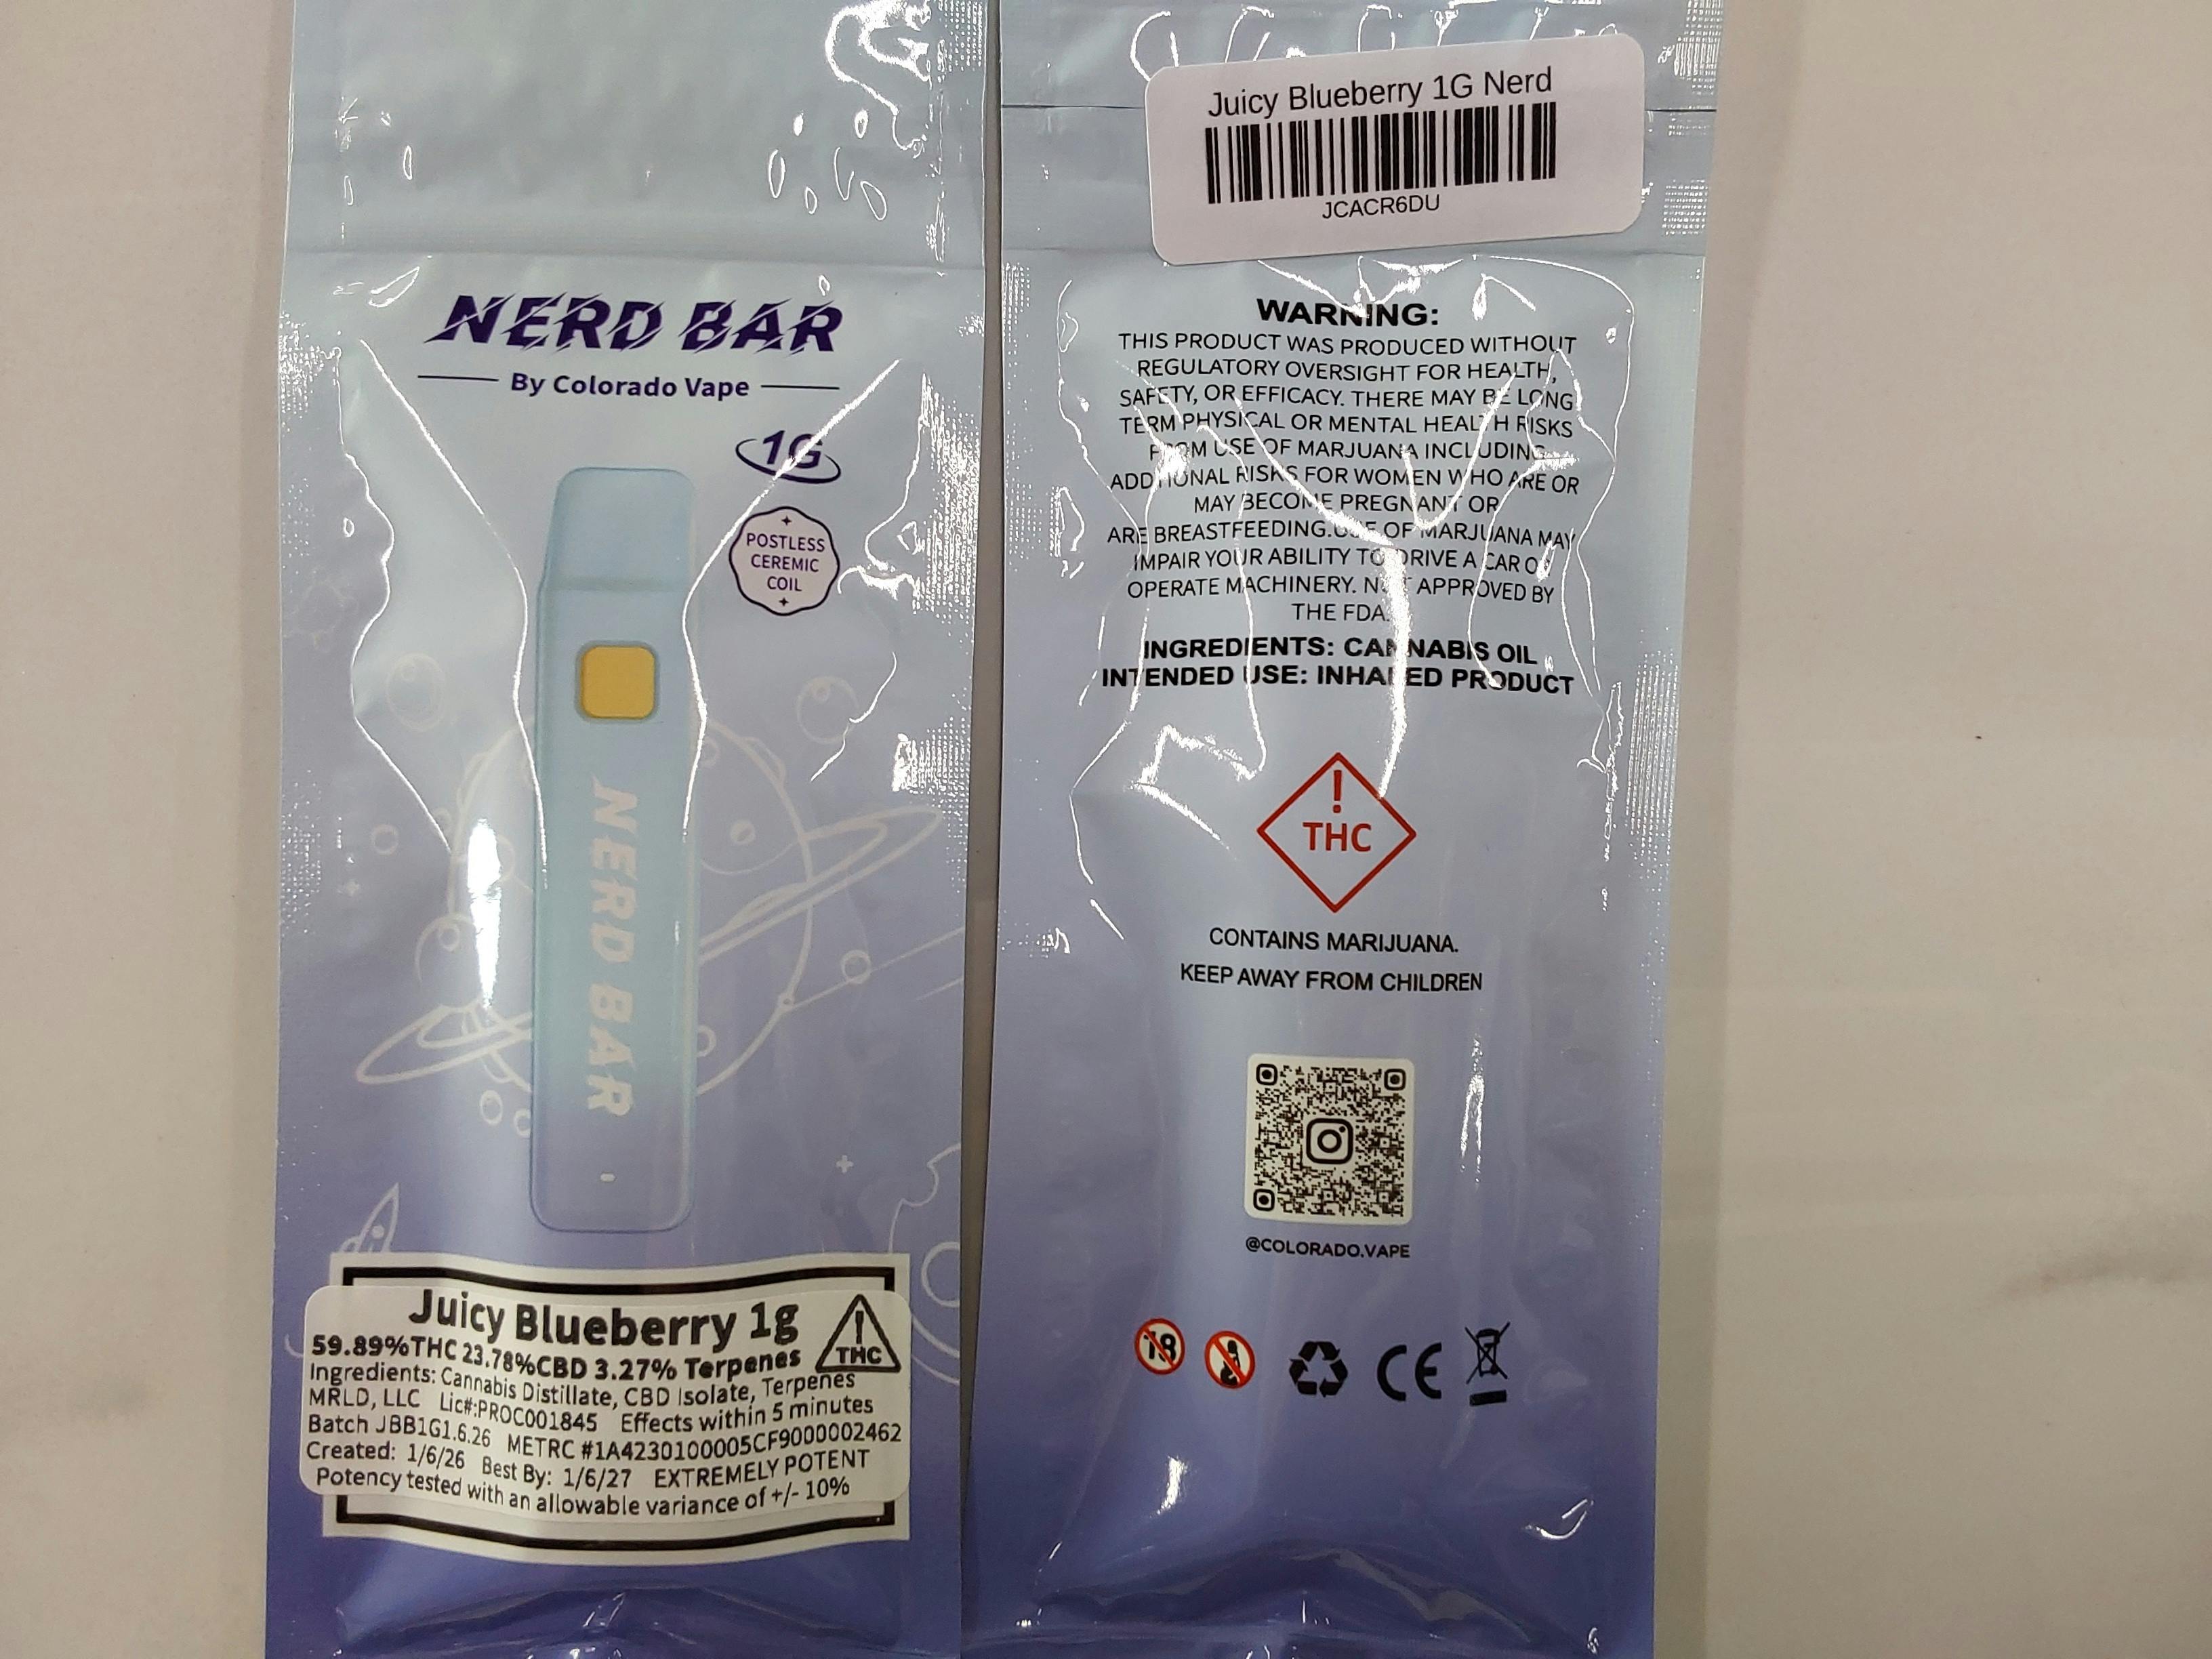 NERD BAR
By Colorado Vape
1G
POSTLESS
CEREMIC
COIL
NERD BAR
Juicy Blueberry 1g
59.89%THC 23.78%CBD 3.27% Terpenes
! THC
Ingredients: Cannabis Distillate, CBD Isolate, Terpenes
MRLD, LLC Lic#:PROC001845 Effects within 5 minutes
Batch JBB1G1.6.26 METRC #1A4230100005CF9000002462
Created: 1/6/26 Best By: 1/6/27 EXTREMELY POTENT
Potency tested with an allowable variance of +/- 10%
Juicy Blueberry 1G Nerd
JCACR6DU
WARNING:
THIS PRODUCT WAS PRODUCED WITHOUT
REGULATORY OVERSIGHT FOR HEALTH,
SAFETY, OR EFFICACY. THERE MAY BE LONG
TERM PHYSICAL OR MENTAL HEALTH RISKS
FROM USE OF MARJUANA INCLUDING
ADDITIONAL RISKS FOR WOMEN WHO ARE OR
MAY BECOME PREGNANT OR
ARE BREASTFEEDING.USE OF MARJUANA MAY
IMPAIR YOUR ABILITY TO DRIVE A CAR OR
OPERATE MACHINERY. NOT APPROVED BY
THE FDA.
INGREDIENTS: CANNABIS OIL
INTENDED USE: INHALED PRODUCT
!
THC
CONTAINS MARIJUANA.
KEEP AWAY FROM CHILDREN
@COLORADO.VAPE
18
CE